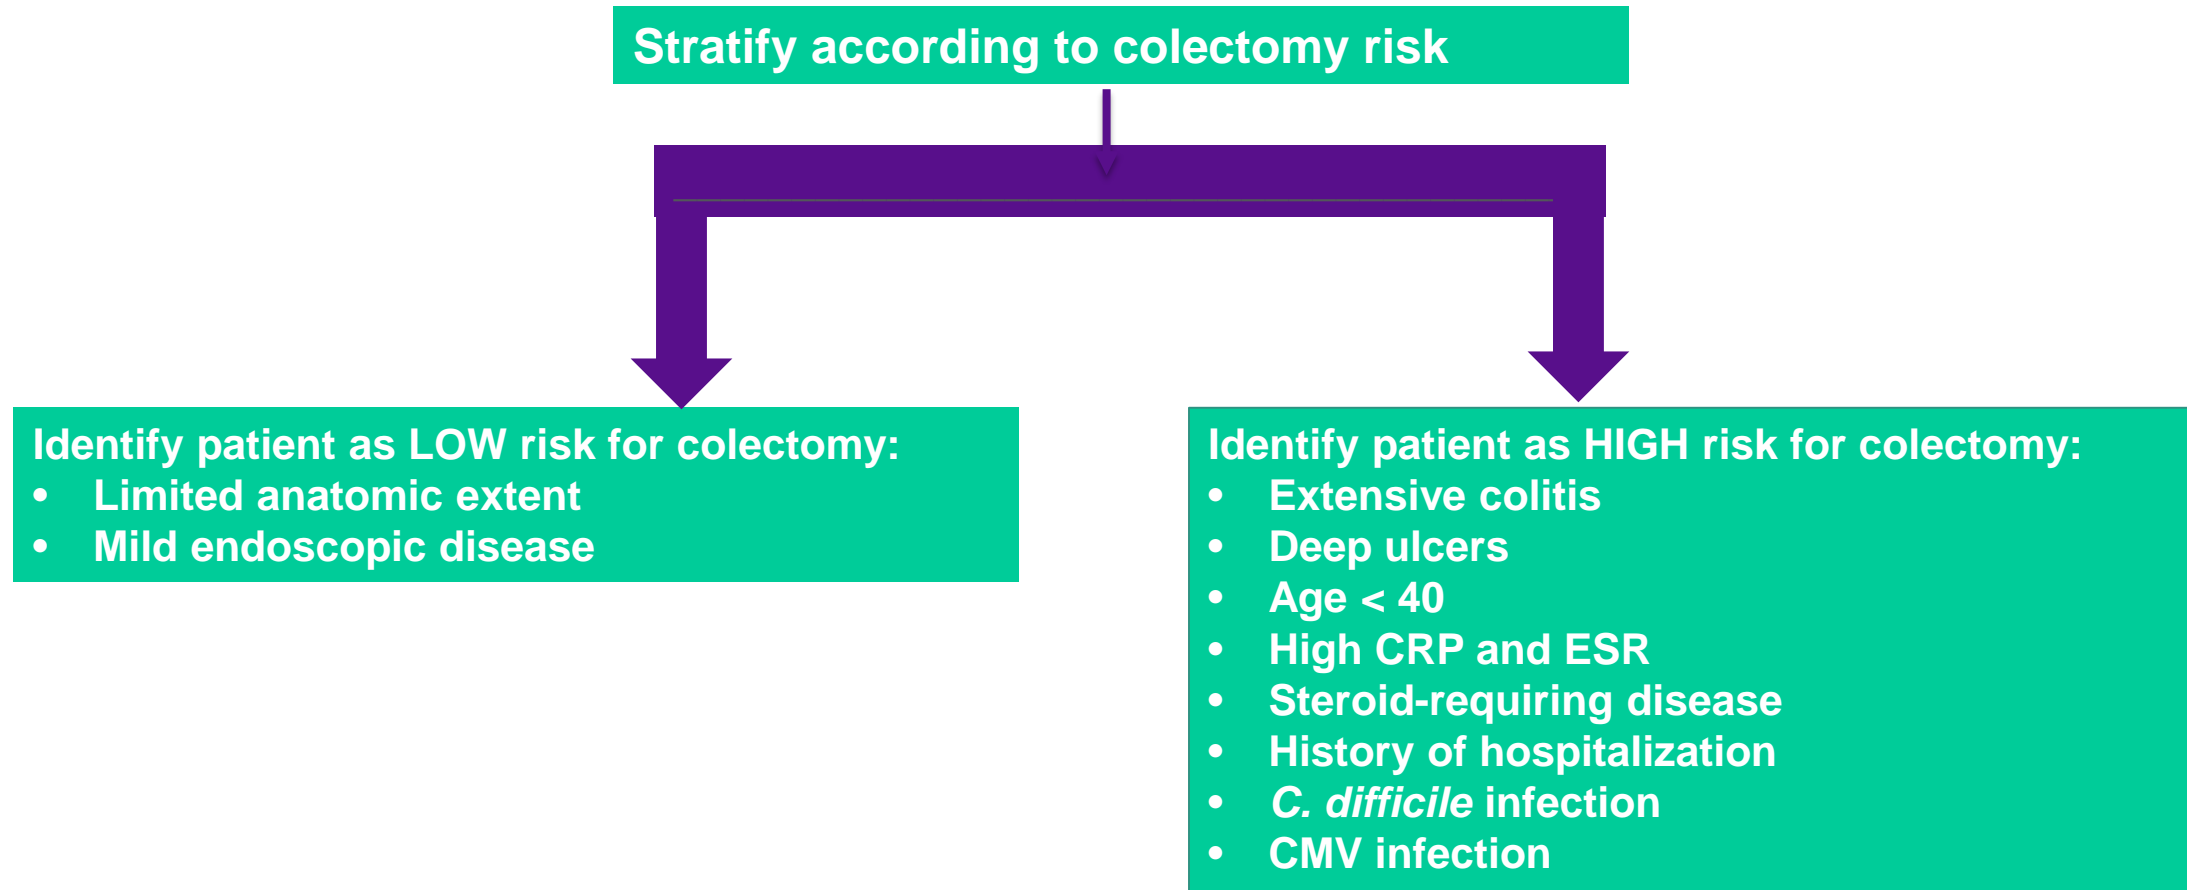 Stratify according to colectomy risk
Identify patient as LOW risk for colectomy:
• Limited anatomic extent
• Mild endoscopic disease
Identify patient as HIGH risk for colectomy:
• Extensive colitis
• Deep ulcers
• Age < 40
• High CRP and ESR
• Steroid-requiring disease
• History of hospitalization
• C. difficile infection
• CMV infection